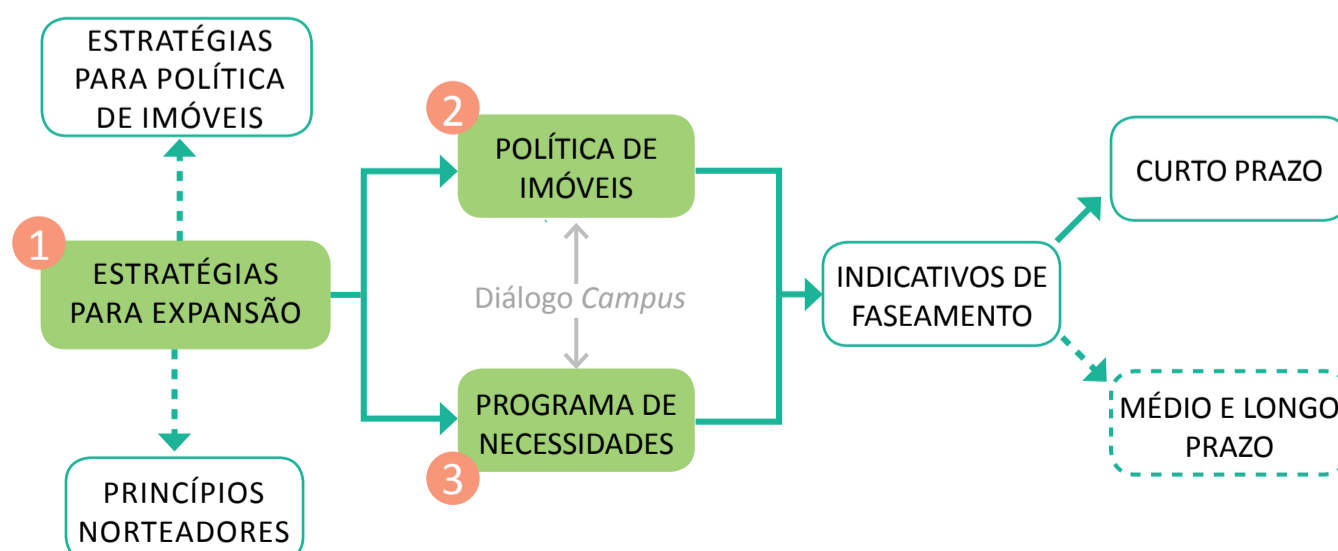 ESTRATÉGIAS
PARA POLÍTICA
DE IMÓVEIS
1
ESTRATÉGIAS
PARA EXPANSÃO
PRINCÍPIOS
NORTEADORES
2
POLÍTICA DE
IMÓVEIS
Diálogo Campus
PROGRAMA DE
NECESSIDADES
3
INDICATIVOS DE
FASEAMENTO
CURTO PRAZO
MÉDIO E LONGO
PRAZO